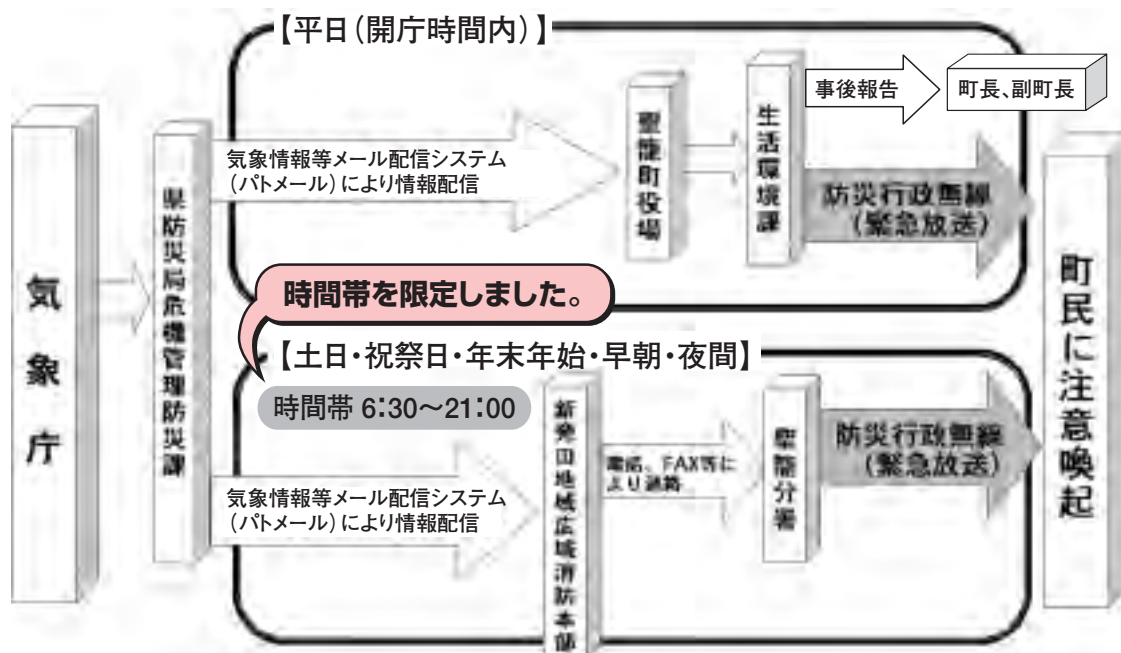 【平日（開庁時間内）】
気象庁
県防災局危機管理防災課
気象情報等メール配信システム
（パトメール）により情報配信
聖籠町役場
生活環境課
事後報告
町長、副町長
防災行政無線
（緊急放送）
時間帯を限定しました。
【土日・祝祭日・年末年始・早朝・夜間】
時間帯 6：30～21：00
気象情報等メール配信システム
（パトメール）により情報配信
新発田地域広域消防本部
電話、FAX等に
より連絡
聖籠分署
防災行政無線
（緊急放送）
町民に注意喚起